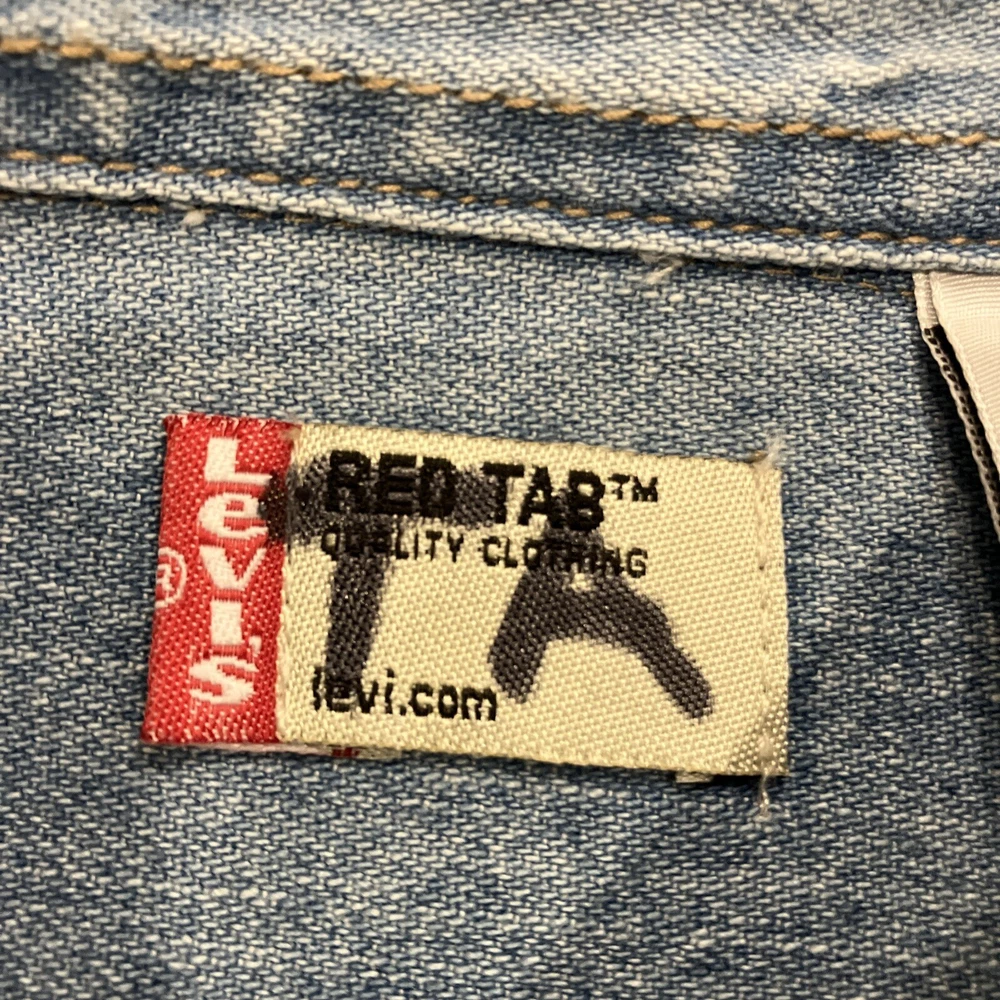 LEVI'S
®
RED TAB™
QUALITY CLOTHING
levi.com